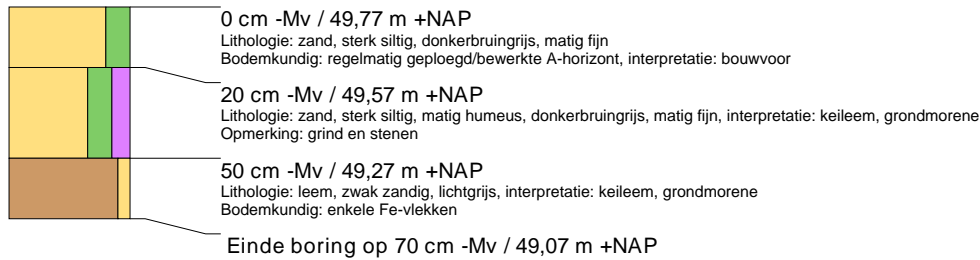 0 cm -Mv / 49,77 m +NAP
Lithologie: zand, sterk siltig, donkerbruingrijs, matig fijn
Bodemkundig: regelmatig geploegd/bewerkte A-horizont, interpretatie: bouwvoor
20 cm -Mv / 49,57 m +NAP
Lithologie: zand, sterk siltig, matig humeus, donkerbruingrijs, matig fijn, interpretatie: keileem, grondmorene
Opmerking: grind en stenen
50 cm -Mv / 49,27 m +NAP
Lithologie: leem, zwak zandig, lichtgrijs, interpretatie: keileem, grondmorene
Bodemkundig: enkele Fe-vlekken
Einde boring op 70 cm -Mv / 49,07 m +NAP